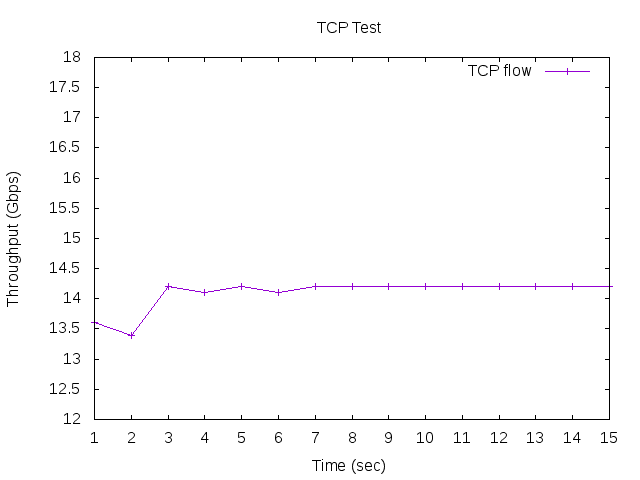 TCP Test
TCP flow
Throughput (Gbps)
18
17.5
17
16.5
16
15.5
15
14.5
14
13.5
13
12.5
12
1 2 3 4 5 6 7 8 9 10 11 12 13 14 15
Time (sec)